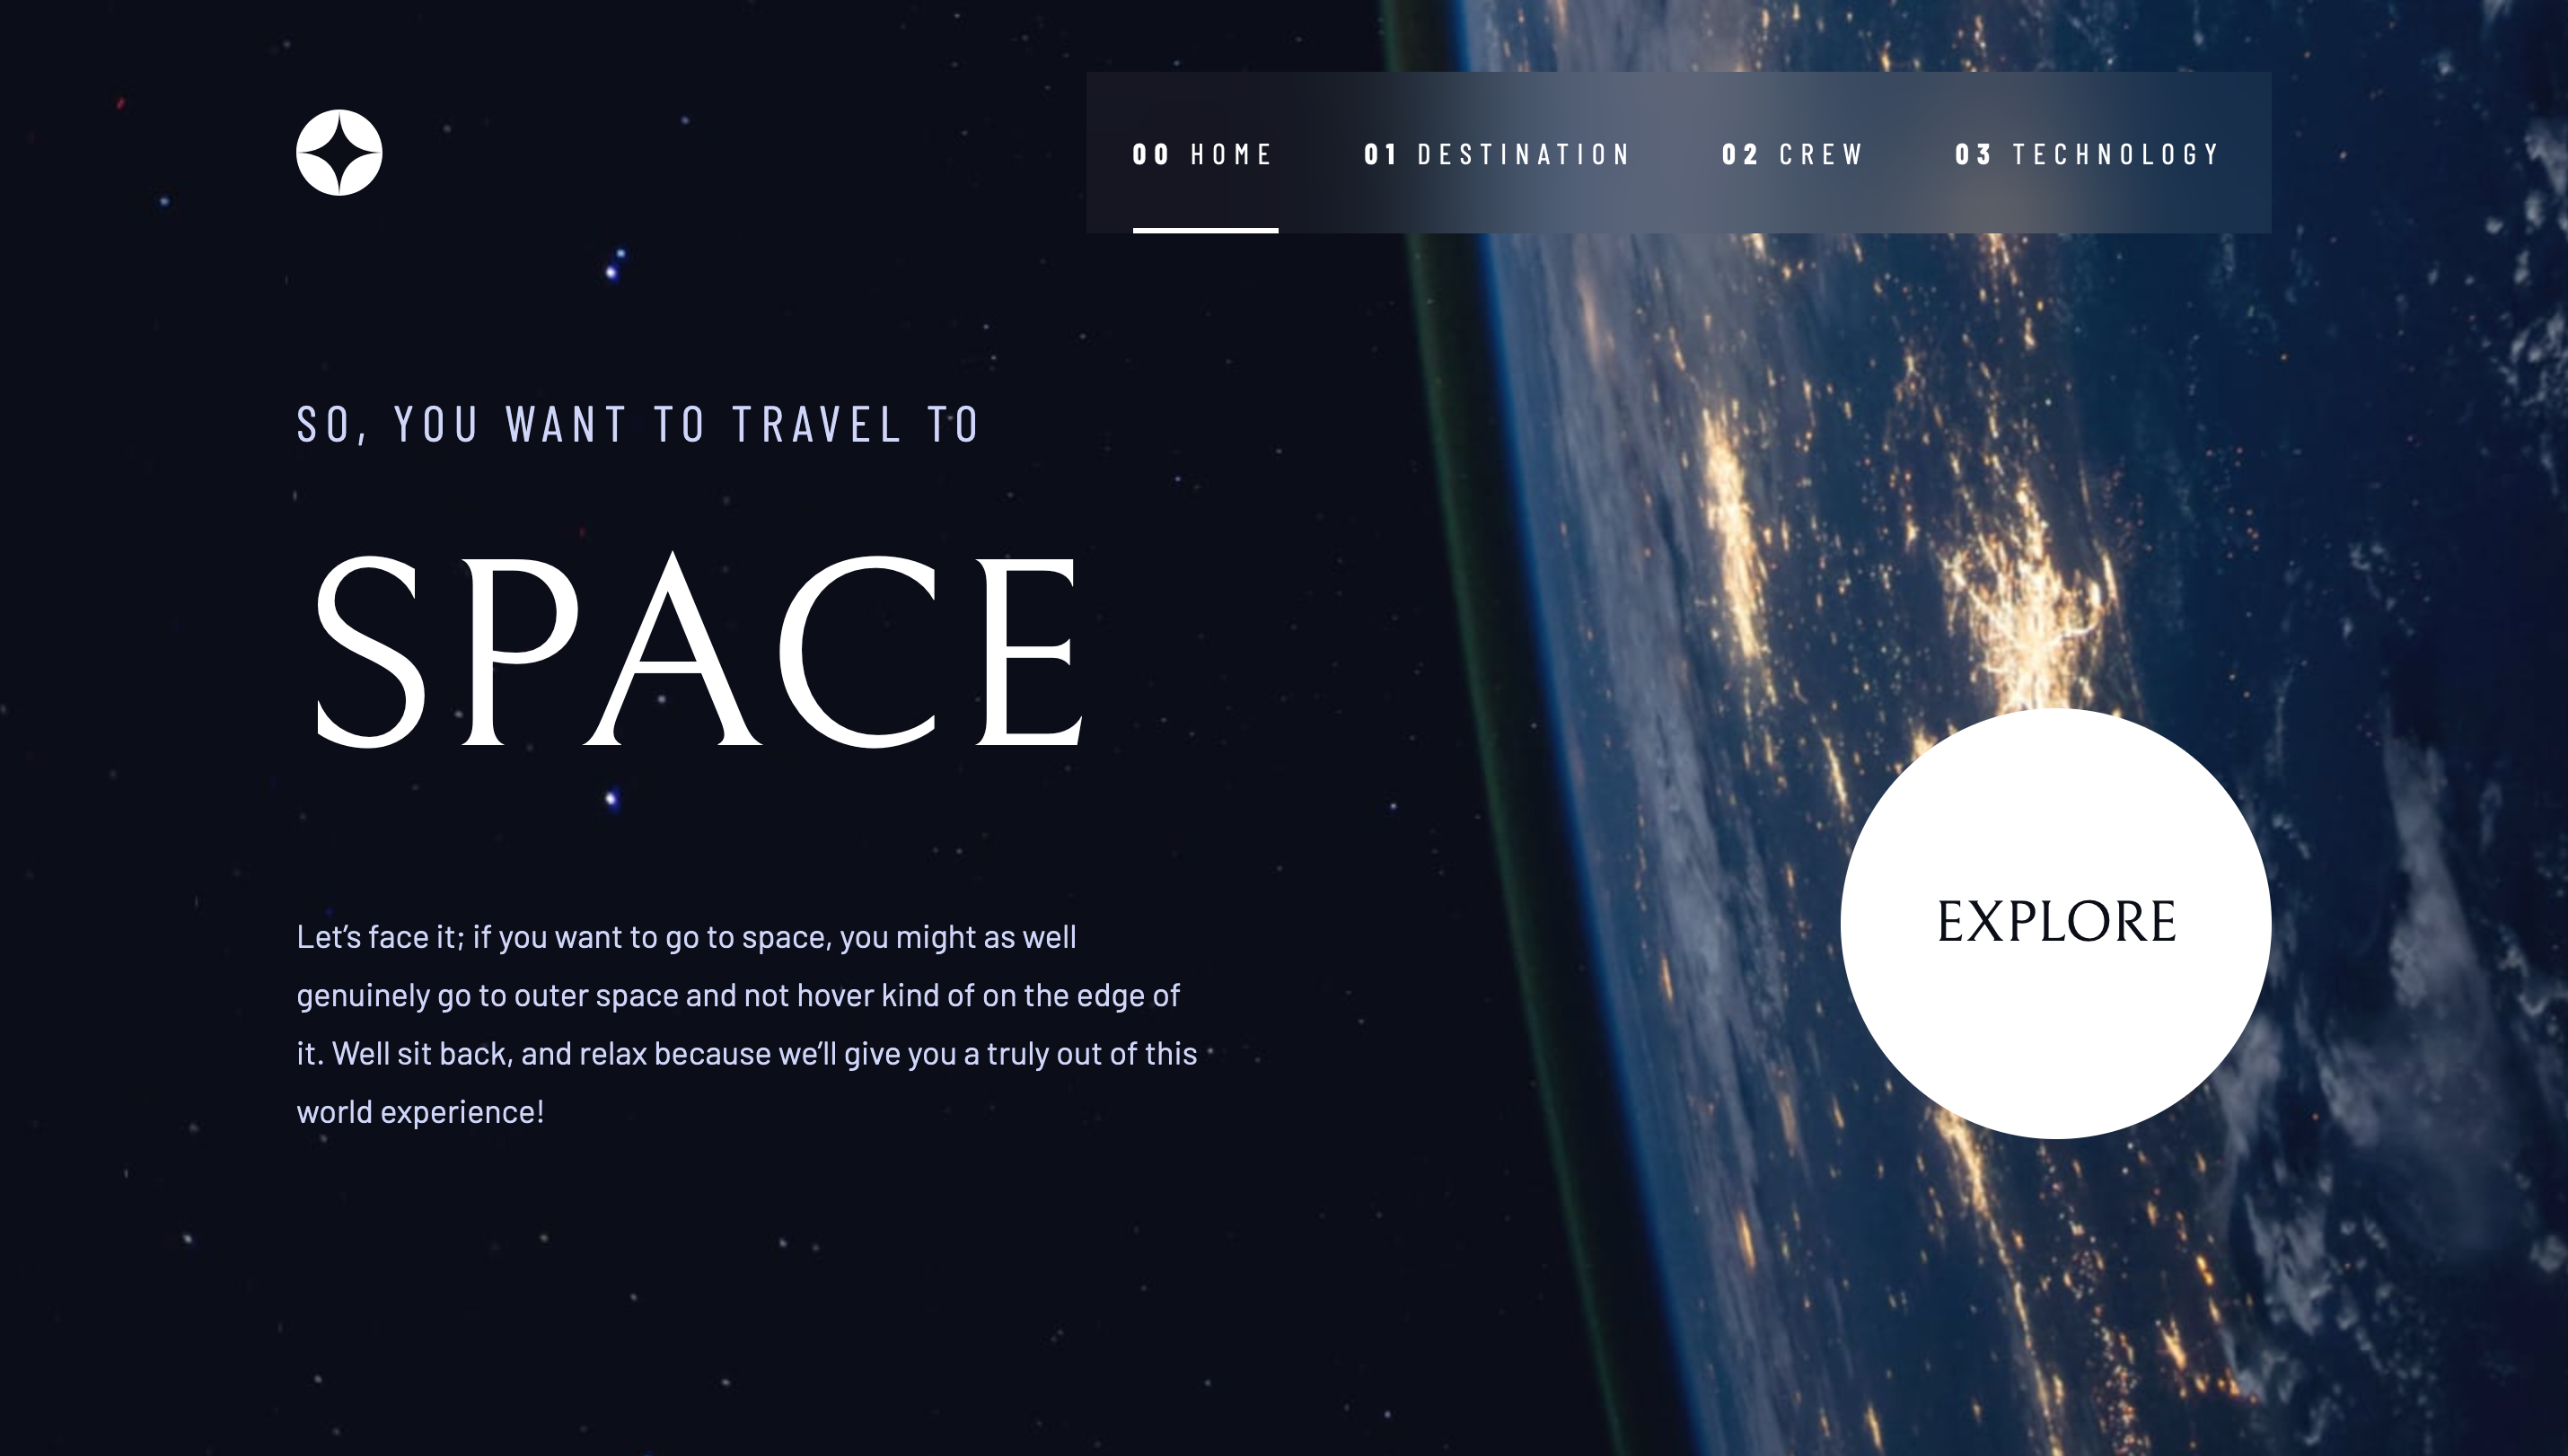 00 HOME 01 DESTINATION 02 CREW 03 TECHNOLOGY
SO, YOU WANT TO TRAVEL TO
SPACE
Let’s face it; if you want to go to space, you might as well
genuinely go to outer space and not hover kind of on the edge of
it. Well sit back, and relax because we’ll give you a truly out of this
world experience!
EXPLORE